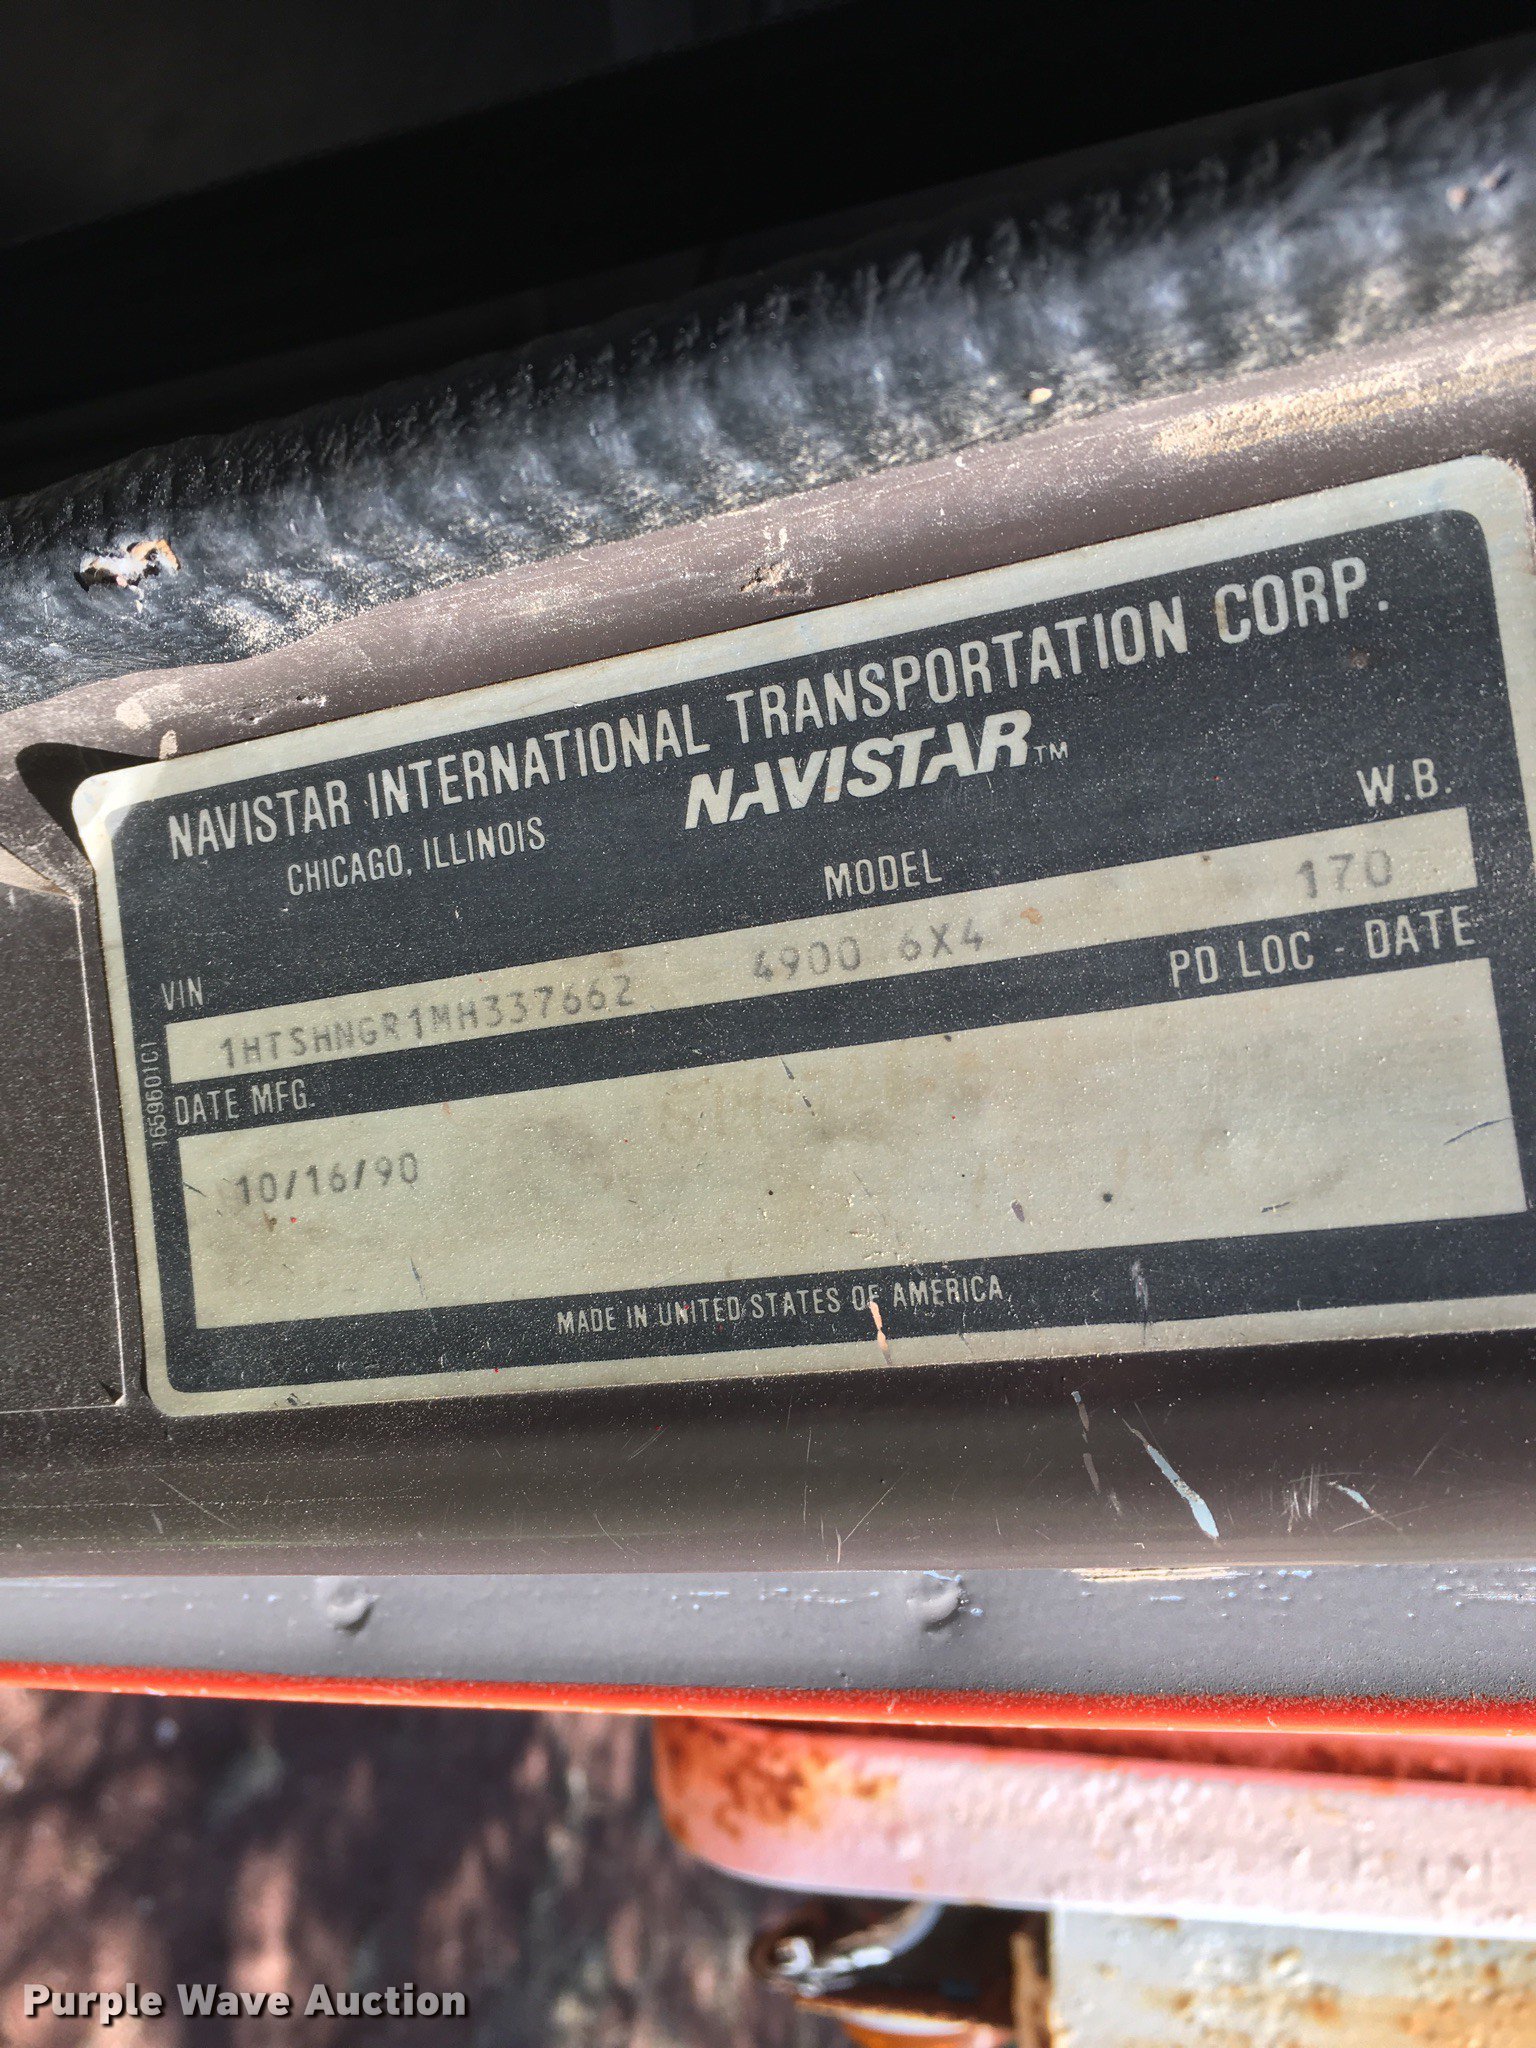 NAVISTAR INTERNATIONAL TRANSPORTATION CORP.
CHICAGO, ILLINOIS
NAVISTAR™
VIN
MODEL
W.B.
1HTSHNGR1MH337662
4900 6X4
170
DATE MFG.
PD LOC - DATE
10/16/90
1659601C1
MADE IN UNITED STATES OF AMERICA
Purple Wave Auction